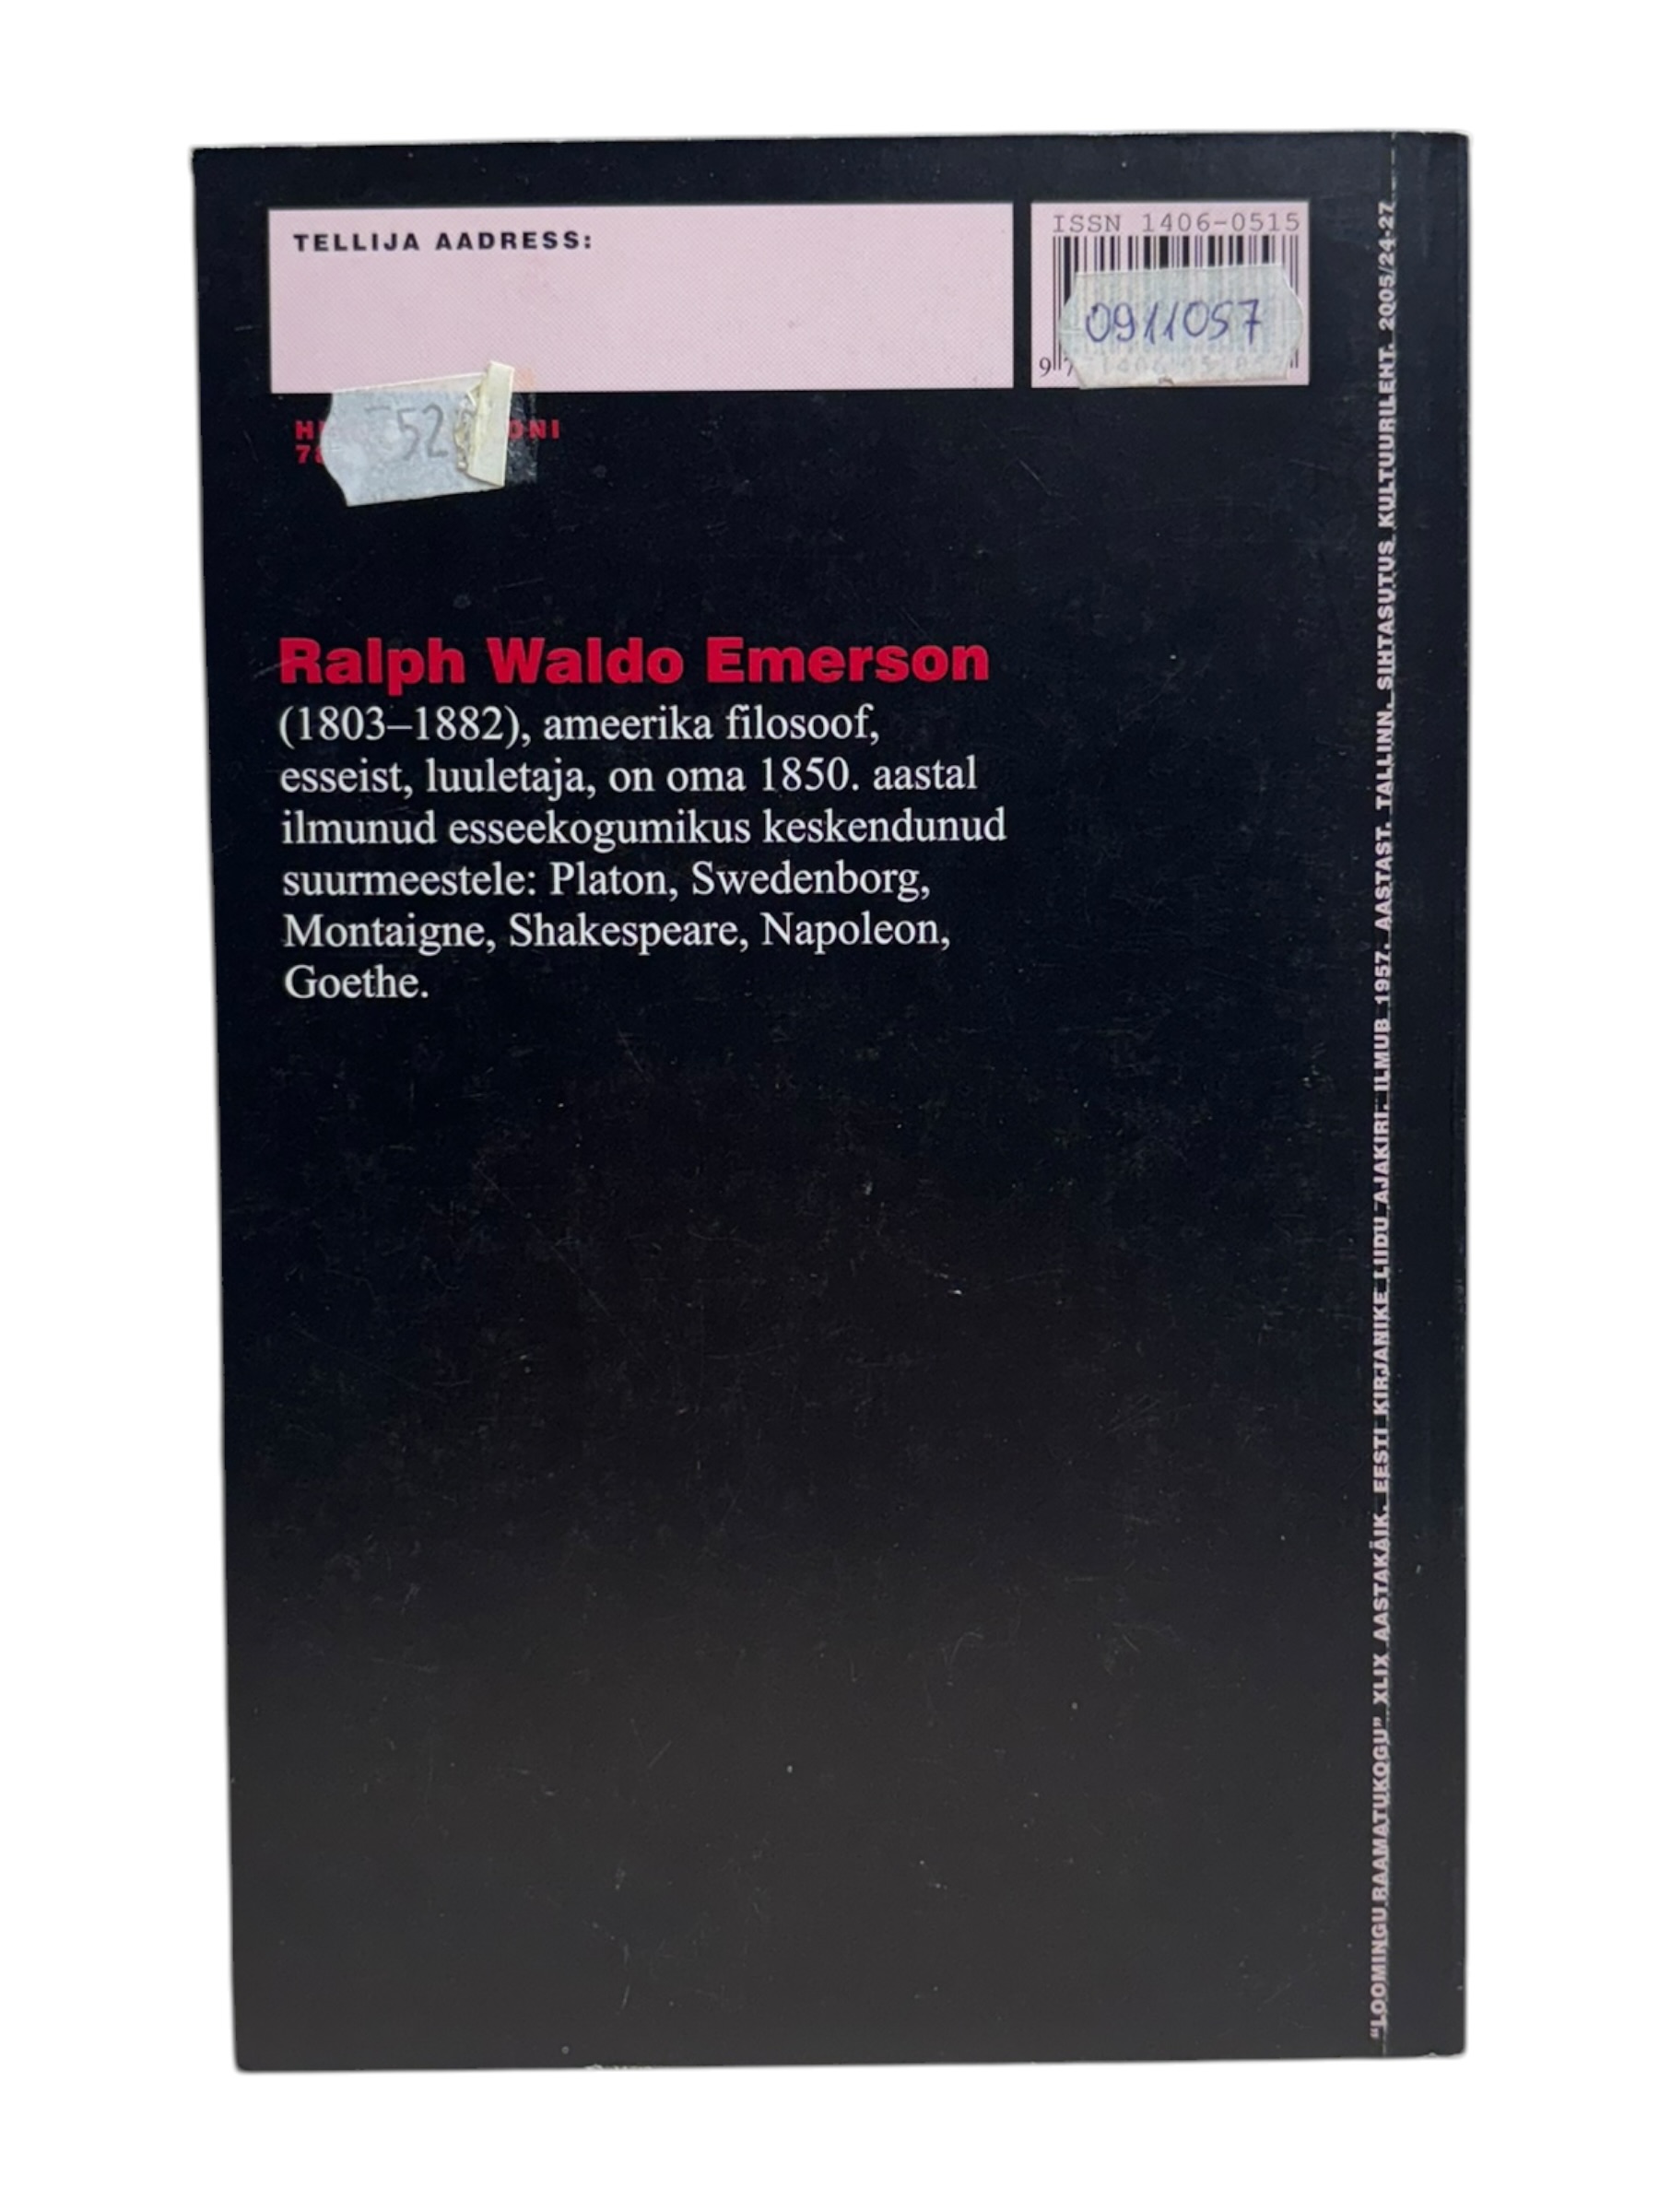 TELLIJA AADRESS:
ISSN 1406-0515
0911057
52
Ralph Waldo Emerson
(1803–1882), ameerika filosoof,
esseist, luuletaja, on oma 1850. aastal
ilmunud esseekogumikus keskendunud
suurmeestele: Platon, Swedenborg,
Montaigne, Shakespeare, Napoleon,
Goethe.
"LOOMINGU RAAMATUKOGU" XLIX AASTAKÄIK. EESTI KIRJANIKE LIIDU AJAKIRI. ILMUB 1957. AASTAST. TALLINN. SIHTASUTUS KULTUURILEHT. 2005/24-27